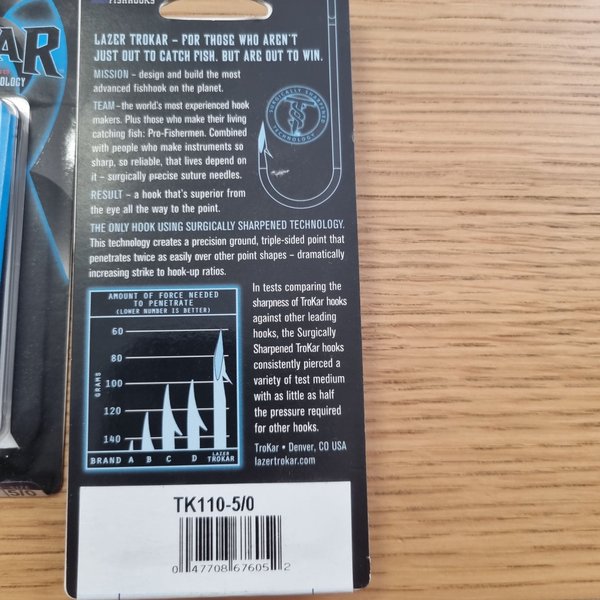 FISHHOOKS
LAZER TROKAR – FOR THOSE WHO AREN'T
JUST OUT TO CATCH FISH. BUT ARE OUT TO WIN.
MISSION – design and build the most
advanced fishhook on the planet.
TEAM – the world's most experienced hook
makers. Plus those who make their living
catching fish: Pro-Fishermen. Combined
with people who make instruments so
sharp, so reliable, that lives depend on
it – surgically precise suture needles.
RESULT – a hook that's superior from
the eye all the way to the point.
SURGICALLY SHARPENED
TECHNOLOGY
THE ONLY HOOK USING SURGICALLY SHARPENED TECHNOLOGY.
This technology creates a precision ground, triple-sided point that
penetrates twice as easily over other point shapes – dramatically
increasing strike to hook-up ratios.
AMOUNT OF FORCE NEEDED
TO PENETRATE
(LOWER NUMBER IS BETTER)
GRAMS
60
80
100
120
140
BRAND A B C D LAZER
TROKAR
In tests comparing the
sharpness of TroKar hooks
against other leading
hooks, the Surgically
Sharpened TroKar hooks
consistently pierced a
variety of test medium
with as little as half
the pressure required
for other hooks.
TroKar • Denver, CO USA
lazertrokar.com
TK110-5/0
0 47708 67605 2
KAR
NOLOGY
5/0